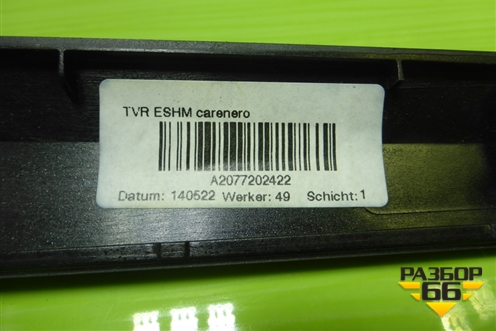 TVR ESHM carenero
A2077202422
Datum: 140522 Werker: 49 Schicht: 1
РАЗБОР
66